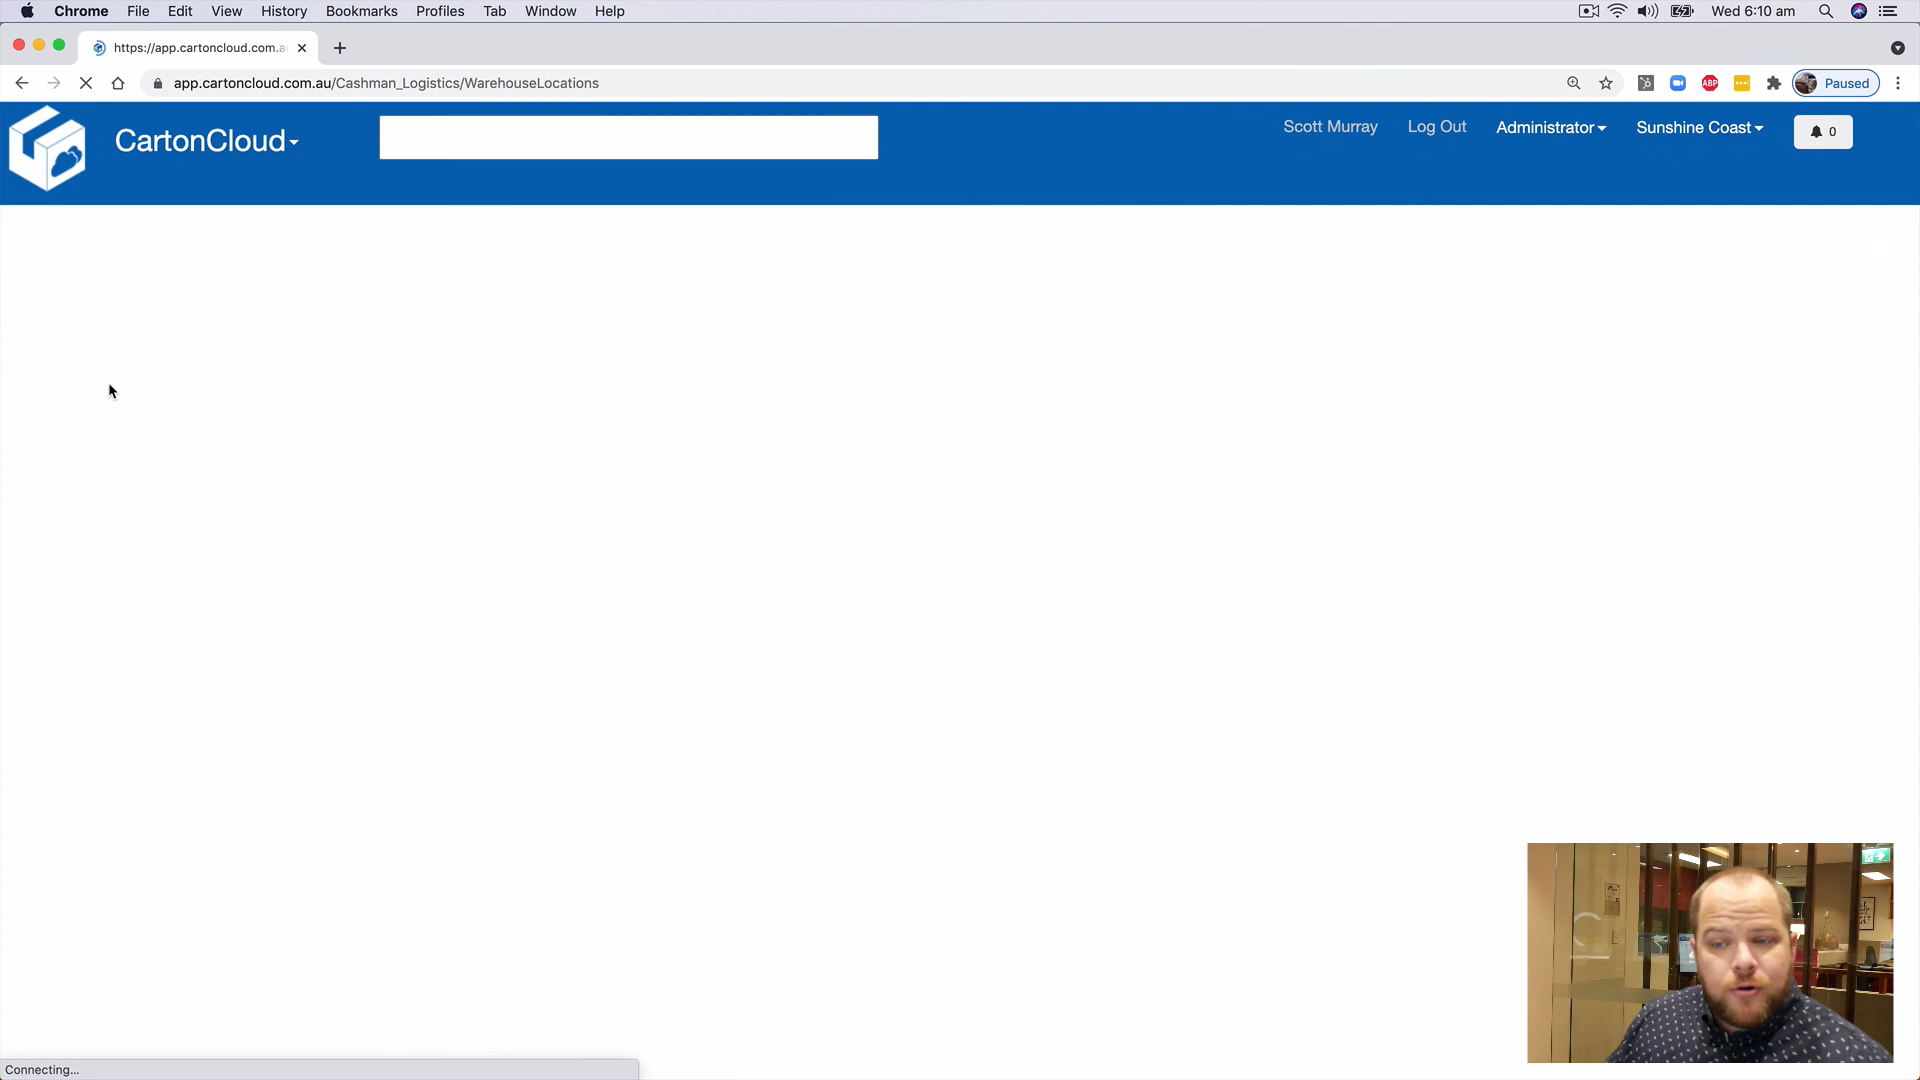 Chrome File Edit View History Bookmarks Profiles Tab Window Help Wed 6:10 am
https://app.cartoncloud.com.a
app.cartoncloud.com.au/Cashman_Logistics/WarehouseLocations ABP Paused
CartonCloud Scott Murray Log Out Administrator Sunshine Coast 0
Connecting...